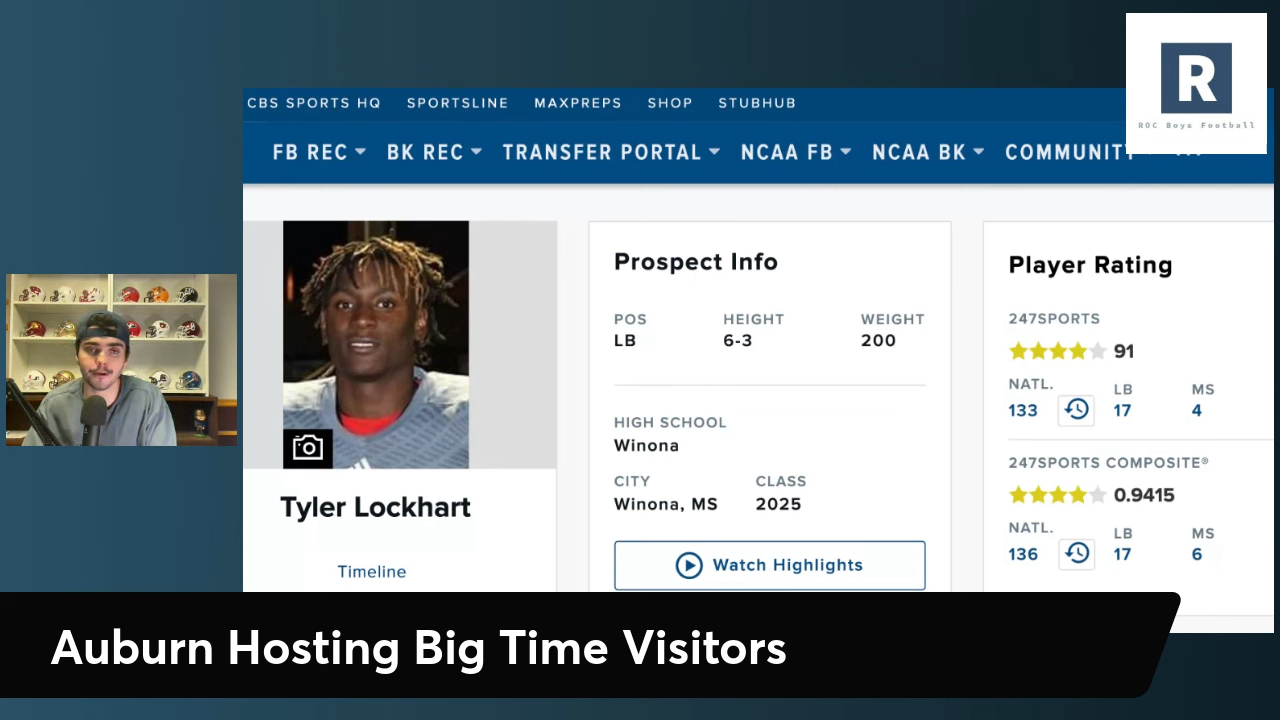 R
ROC Boys Football
CBS SPORTS HQ SPORTSLINE MAXPREPS SHOP STUBHUB
FB REC BK REC TRANSFER PORTAL NCAA FB NCAA BK COMMUNITY
Prospect Info
POS HEIGHT WEIGHT
LB 6-3 200
HIGH SCHOOL
Winona
CITY CLASS
Winona, MS 2025
Watch Highlights
Tyler Lockhart
Timeline
Player Rating
247SPORTS
91
NATL. LB MS
133 17 4
247SPORTS COMPOSITE®
0.9415
NATL. LB MS
136 17 6
Auburn Hosting Big Time Visitors